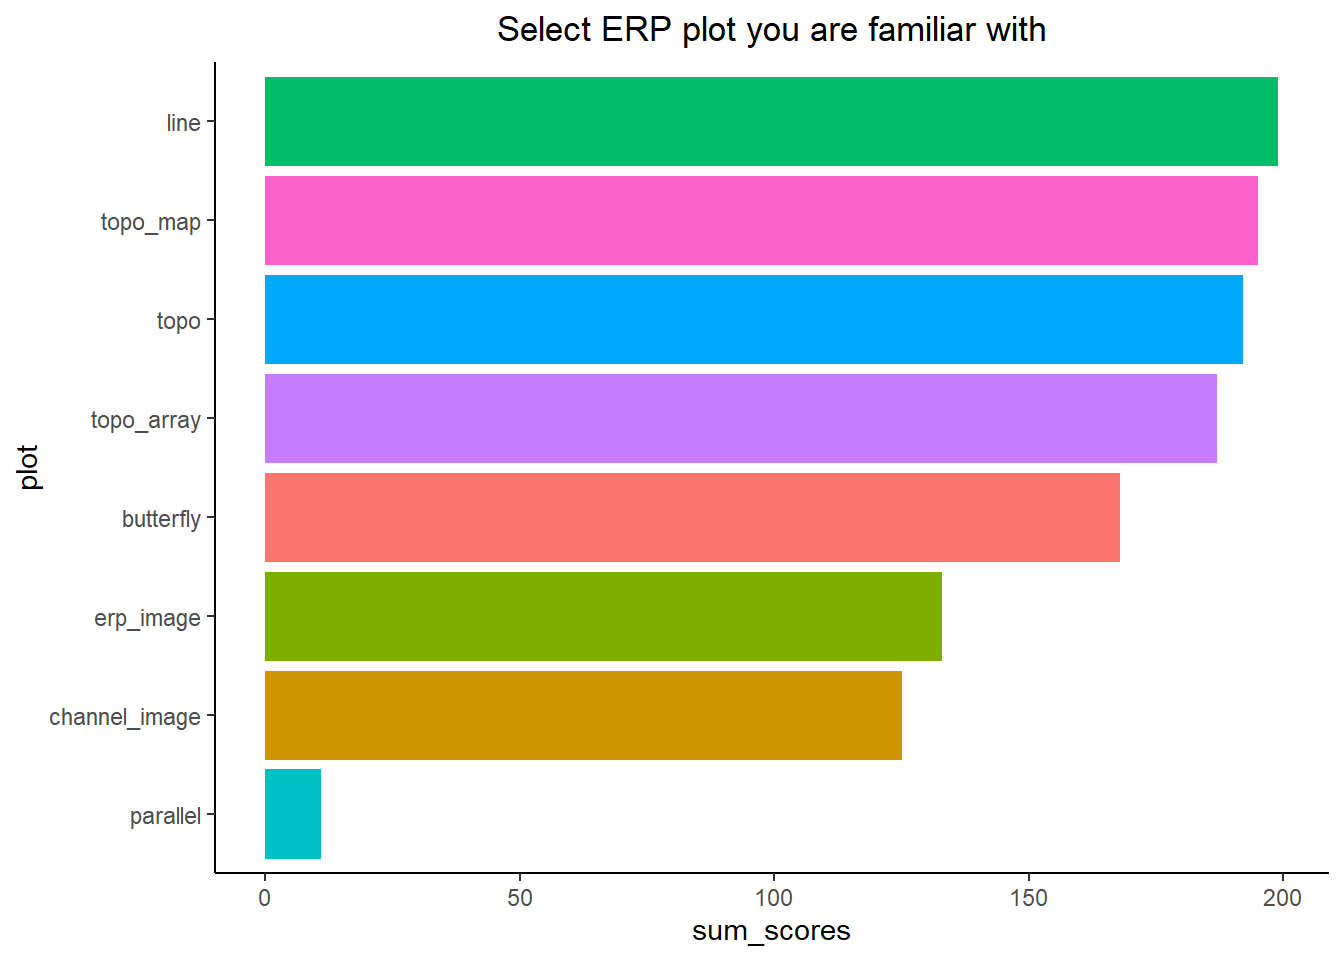 Select ERP plot you are familiar with
plot
line
topo_map
topo
topo_array
butterfly
erp_image
channel_image
parallel
0 50 100 150 200
sum_scores